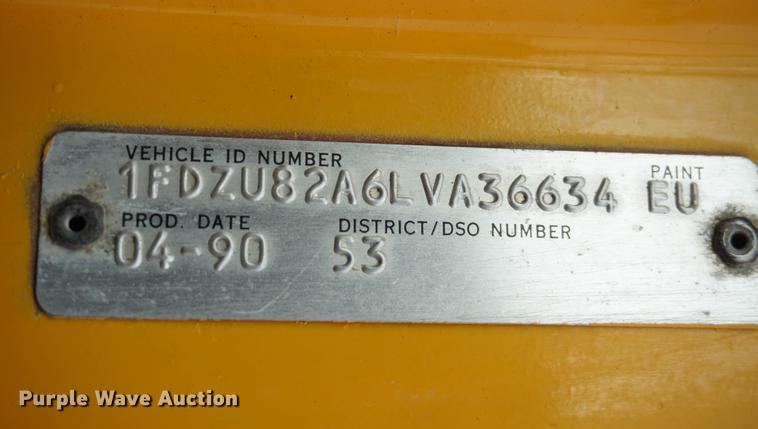 VEHICLE ID NUMBER
1FDZU82A6LVA36634
PAINT
EU
PROD. DATE
04-90
DISTRICT/DSO NUMBER
53
Purple Wave Auction